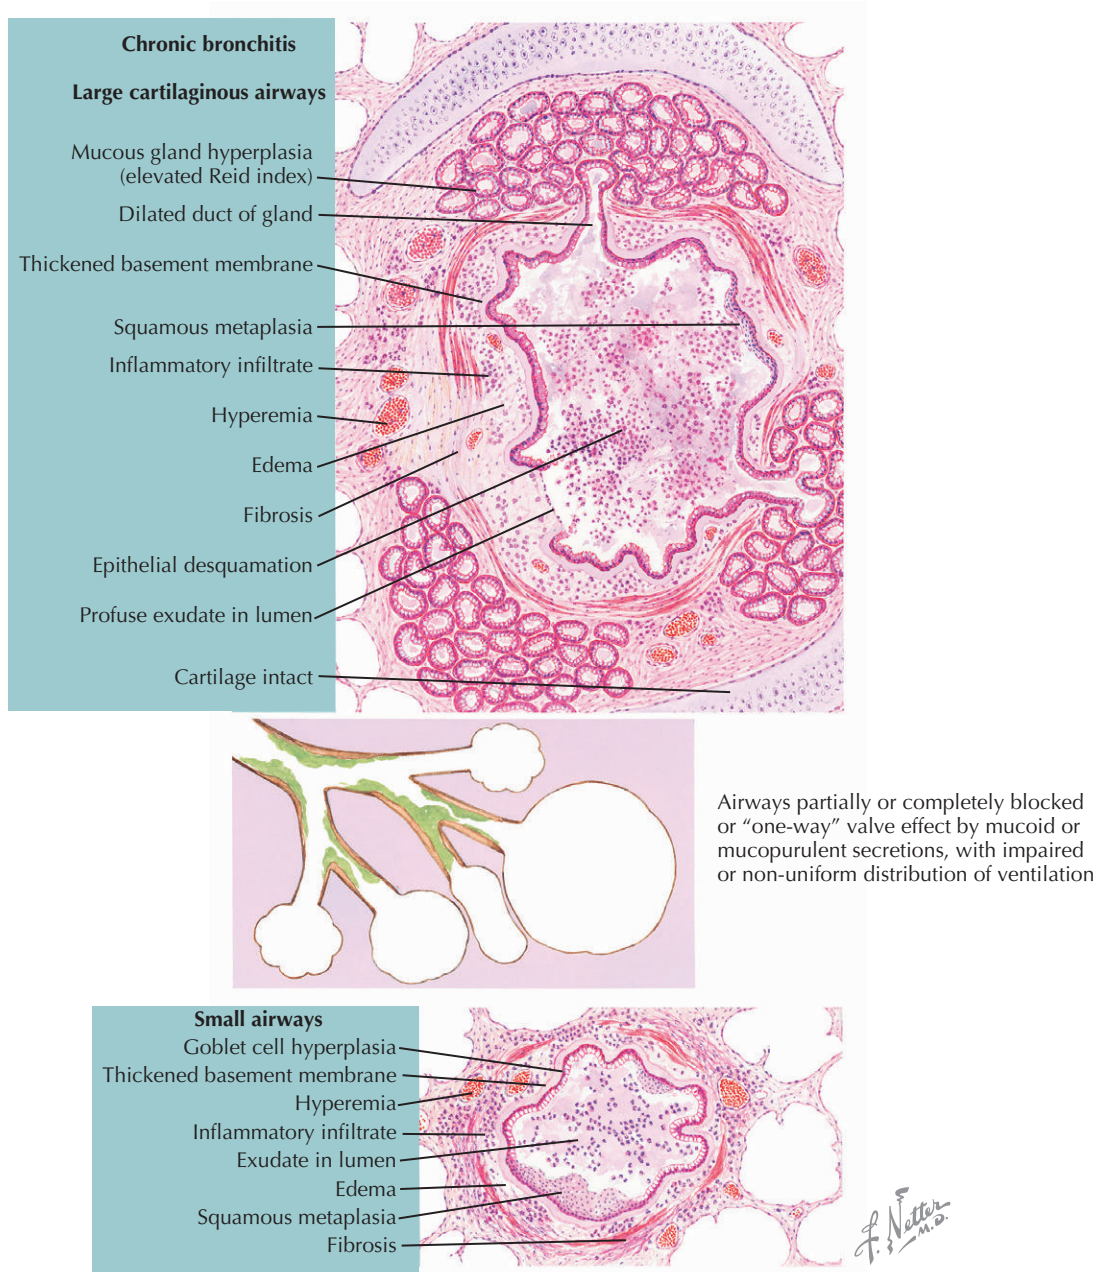 Chronic bronchitis
Large cartilaginous airways
Mucous gland hyperplasia
(elevated Reid index)
Dilated duct of gland
Thickened basement membrane
Squamous metaplasia
Inflammatory infiltrate
Hyperemia
Edema
Fibrosis
Epithelial desquamation
Profuse exudate in lumen
Cartilage intact
Airways partially or completely blocked
or “one-way” valve effect by mucoid or
mucopurulent secretions, with impaired
or non-uniform distribution of ventilation
Small airways
Goblet cell hyperplasia
Thickened basement membrane
Hyperemia
Inflammatory infiltrate
Exudate in lumen
Edema
Squamous metaplasia
Fibrosis
F. Netter
M.D.